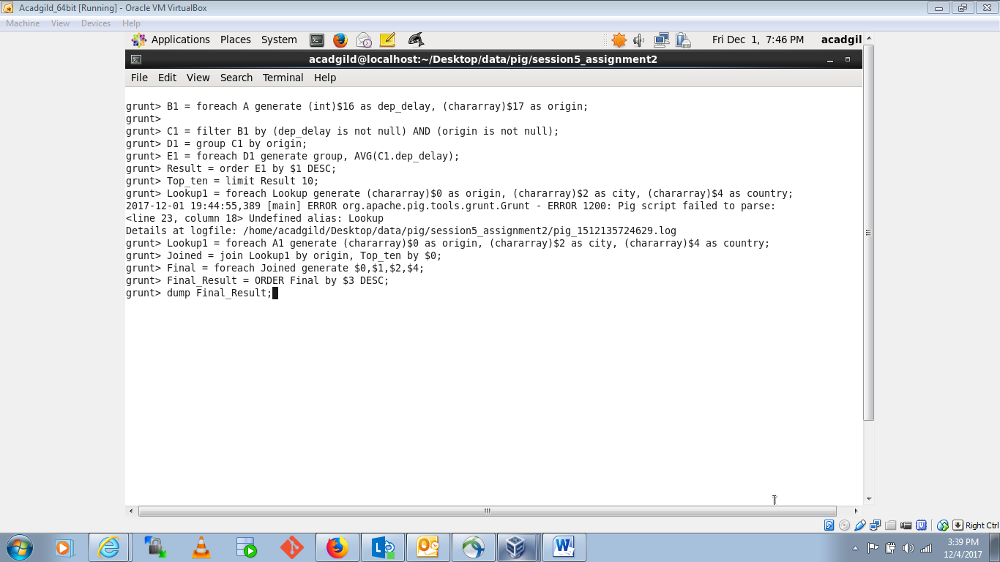 Acadgild_64bit [Running] - Oracle VM VirtualBox
Machine View Devices Help
Applications Places System Fri Dec 1, 7:46 PM acadgil
acadgild@localhost:~/Desktop/data/pig/session5_assignment2
File Edit View Search Terminal Help
grunt> B1 = foreach A generate (int)$16 as dep_delay, (chararray)$17 as origin;
grunt>
grunt> C1 = filter B1 by (dep_delay is not null) AND (origin is not null);
grunt> D1 = group C1 by origin;
grunt> E1 = foreach D1 generate group, AVG(C1.dep_delay);
grunt> Result = order E1 by $1 DESC;
grunt> Top_ten = limit Result 10;
grunt> Lookup1 = foreach Lookup generate (chararray)$0 as origin, (chararray)$2 as city, (chararray)$4 as country;
2017-12-01 19:44:55,389 [main] ERROR org.apache.pig.tools.grunt.Grunt - ERROR 1200: Pig script failed to parse:
<line 23, column 18> Undefined alias: Lookup
Details at logfile: /home/acadgild/Desktop/data/pig/session5_assignment2/pig_1512135724629.log
grunt> Lookup1 = foreach A1 generate (chararray)$0 as origin, (chararray)$2 as city, (chararray)$4 as country;
grunt> Joined = join Lookup1 by origin, Top_ten by $0;
grunt> Final = foreach Joined generate $0,$1,$2,$4;
grunt> Final_Result = ORDER Final by $3 DESC;
grunt> dump Final_Result;
Right Ctrl
3:39 PM
12/4/2017